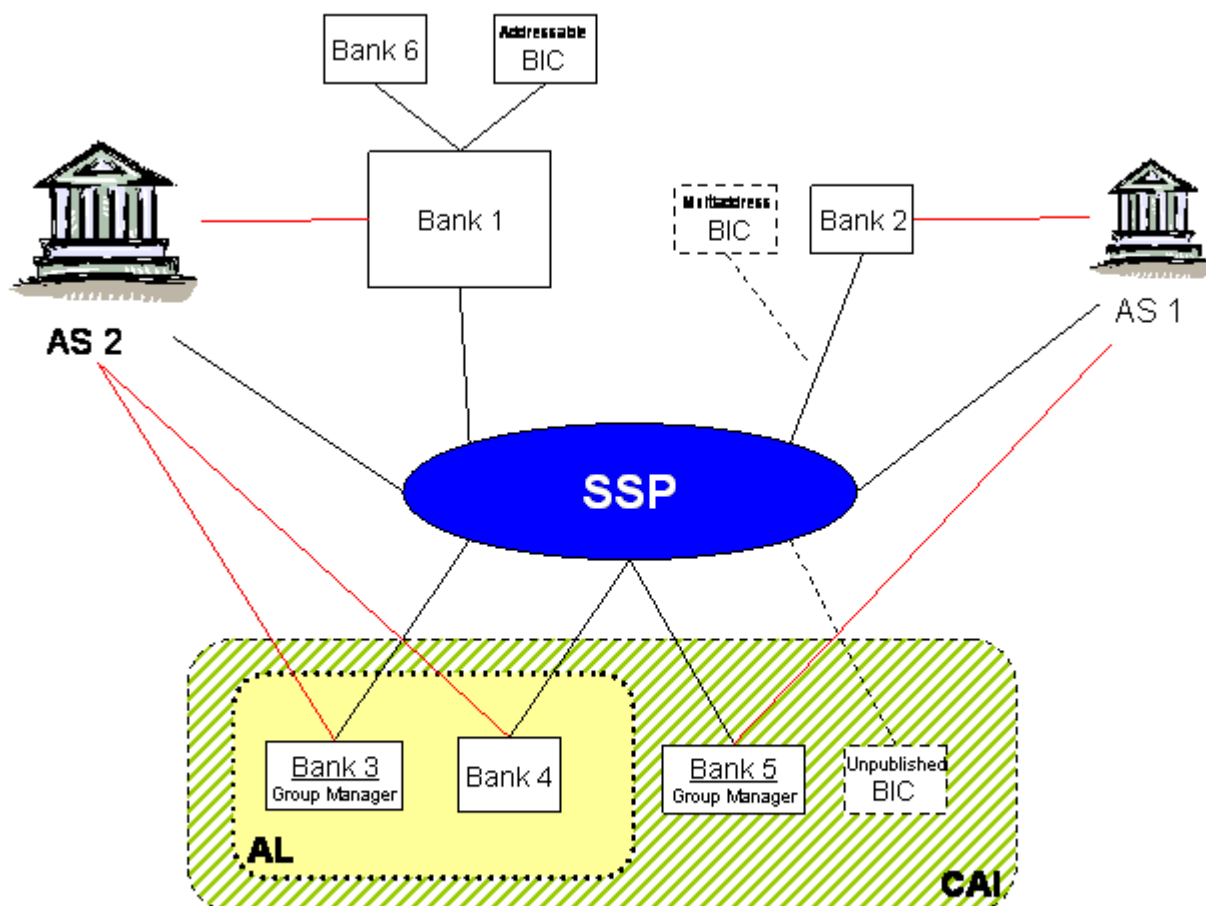 Bank 6
Addressable
BIC
Bank 1
Multiaddress
BIC
Bank 2
AS 2
AS 1
SSP
Bank 3
Group Manager
Bank 4
Bank 5
Group Manager
Unpublished
BIC
AL
CAI